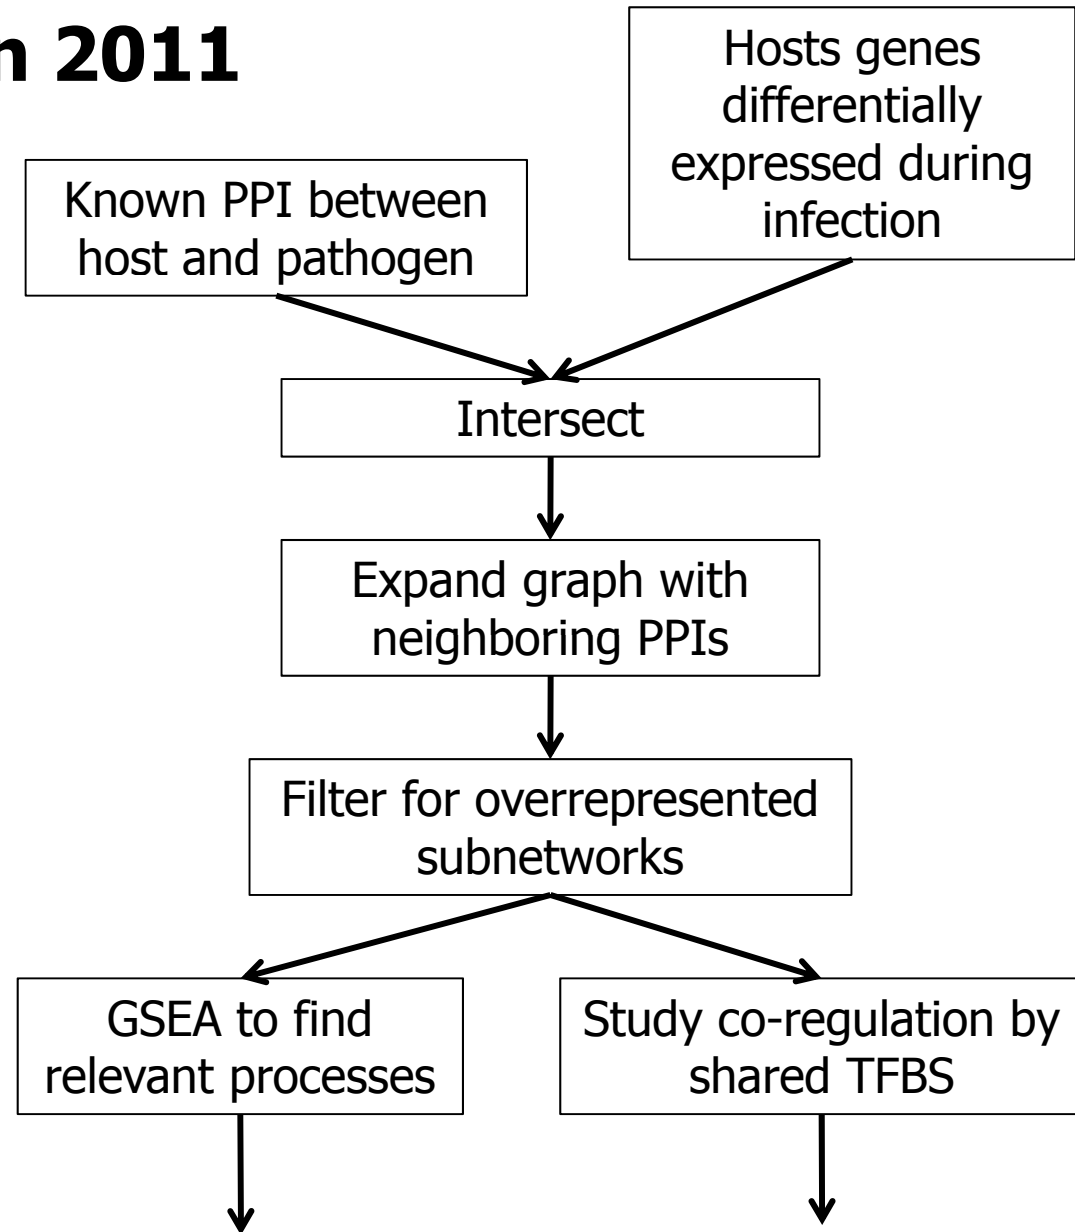 n 2011
Hosts genes
differentially
expressed during
infection
Known PPI between
host and pathogen
Intersect
Expand graph with
neighboring PPIs
Filter for overrepresented
subnetworks
GSEA to find
relevant processes
Study co-regulation by
shared TFBS